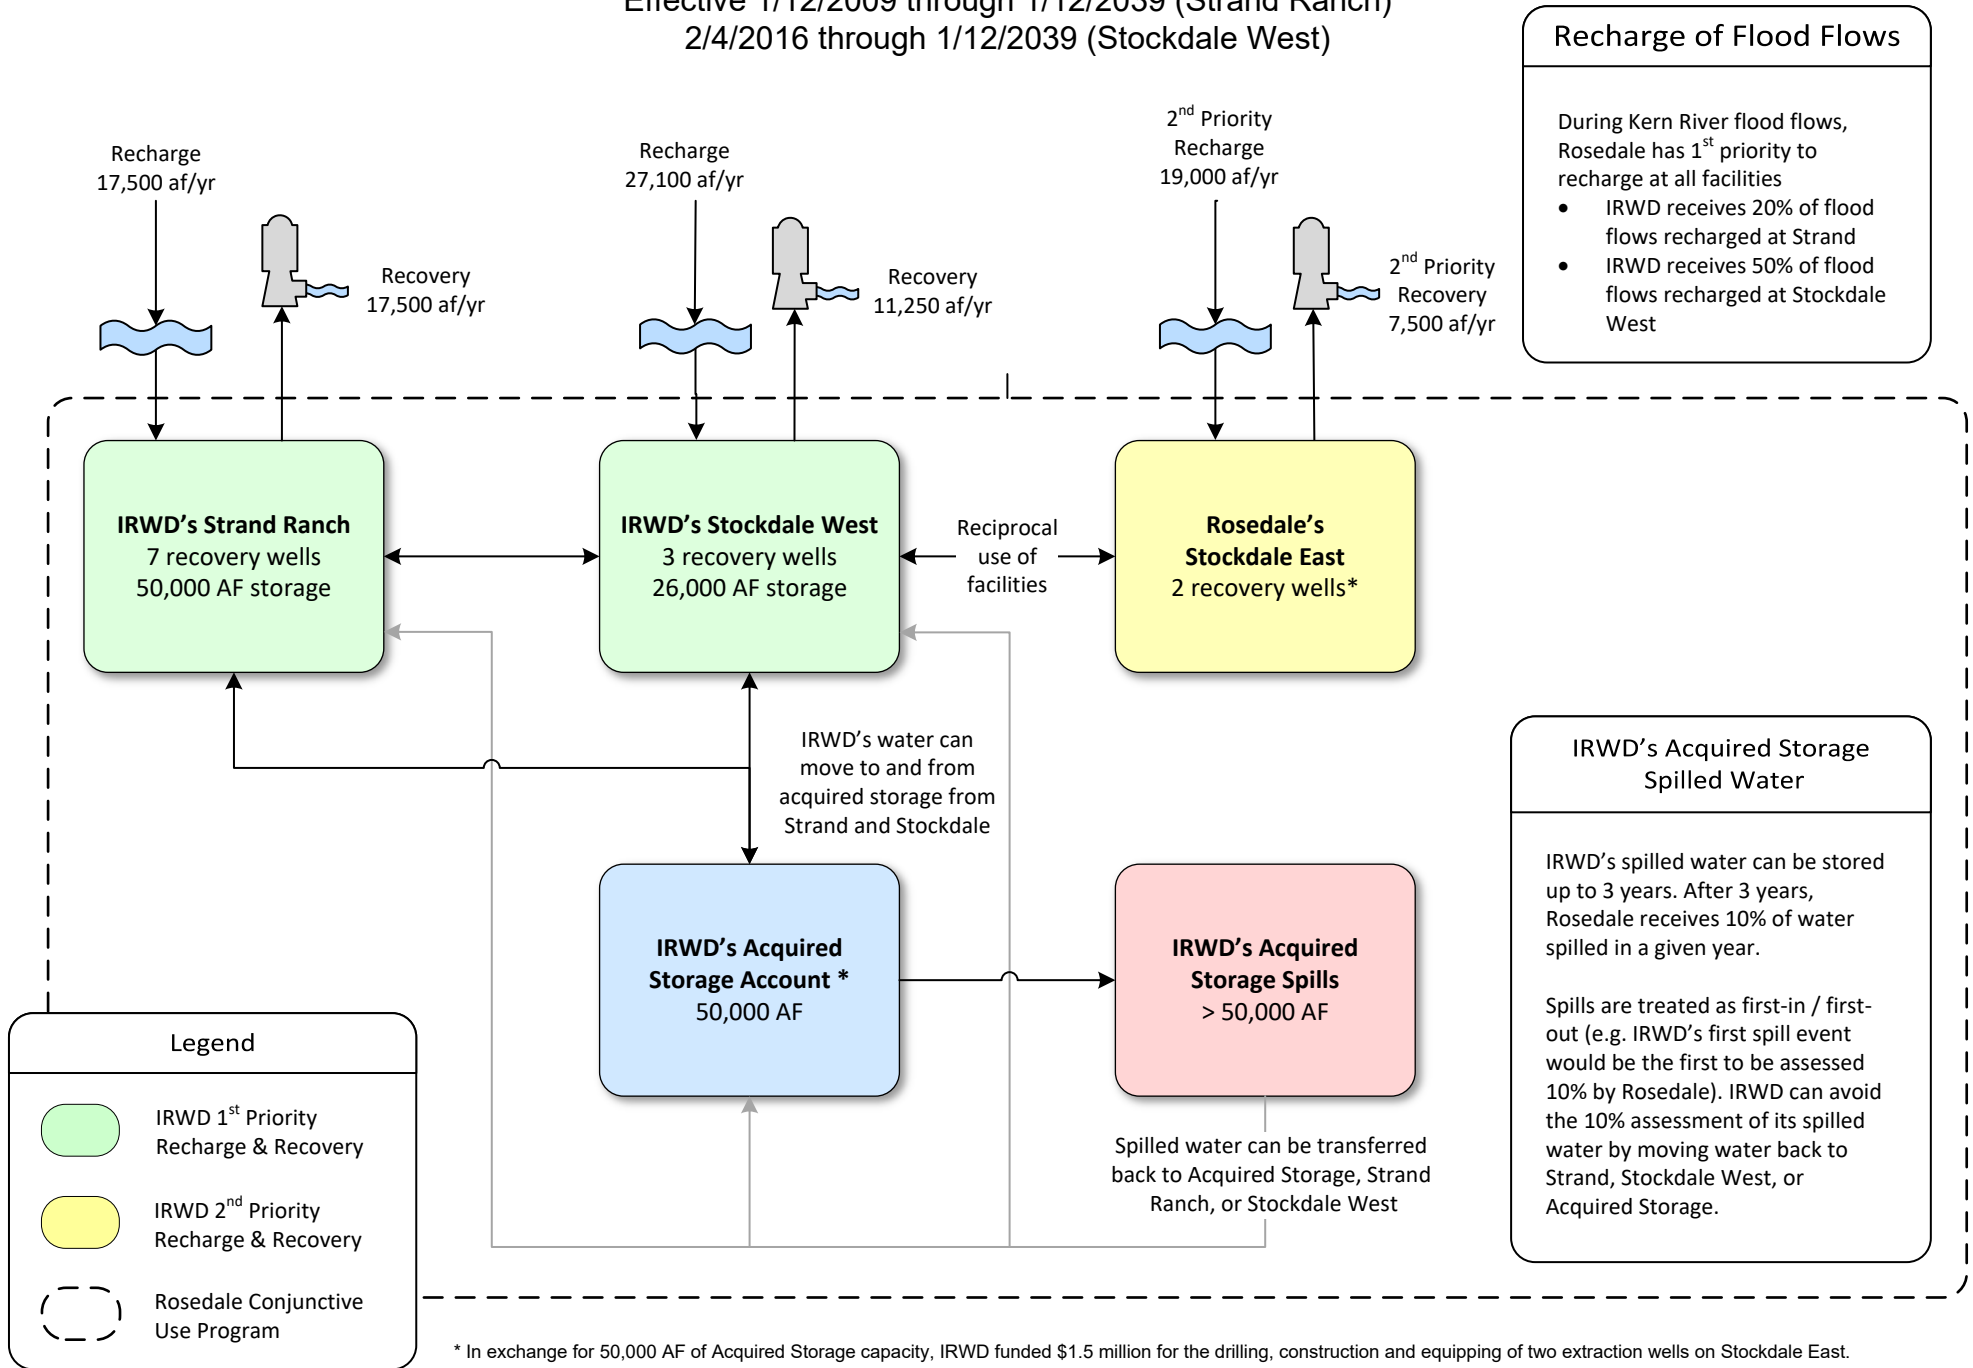 Effective 1/12/2009 through 1/12/2039 (Strand Ranch)
2/4/2016 through 1/12/2039 (Stockdale West)
Recharge of Flood Flows
During Kern River flood flows,
Rosedale has 1st priority to
recharge at all facilities
• IRWD receives 20% of flood
flows recharged at Strand
• IRWD receives 50% of flood
flows recharged at Stockdale
West
Recharge
17,500 af/yr
Recovery
17,500 af/yr
Recharge
27,100 af/yr
Recovery
11,250 af/yr
2nd Priority
Recharge
19,000 af/yr
2nd Priority
Recovery
7,500 af/yr
IRWD’s Strand Ranch
7 recovery wells
50,000 AF storage
IRWD’s Stockdale West
3 recovery wells
26,000 AF storage
Reciprocal
use of
facilities
Rosedale’s
Stockdale East
2 recovery wells*
IRWD’s water can
move to and from
acquired storage from
Strand and Stockdale
IRWD’s Acquired
Storage Account *
50,000 AF
IRWD’s Acquired
Storage Spills
> 50,000 AF
Spilled water can be transferred
back to Acquired Storage, Strand
Ranch, or Stockdale West
IRWD’s Acquired Storage
Spilled Water
IRWD’s spilled water can be stored
up to 3 years. After 3 years,
Rosedale receives 10% of water
spilled in a given year.
Spills are treated as first-in / first-
out (e.g. IRWD’s first spill event
would be the first to be assessed
10% by Rosedale). IRWD can avoid
the 10% assessment of its spilled
water by moving water back to
Strand, Stockdale West, or
Acquired Storage.
Legend
IRWD 1st Priority
Recharge & Recovery
IRWD 2nd Priority
Recharge & Recovery
Rosedale Conjunctive
Use Program
* In exchange for 50,000 AF of Acquired Storage capacity, IRWD funded $1.5 million for the drilling, construction and equipping of two extraction wells on Stockdale East.